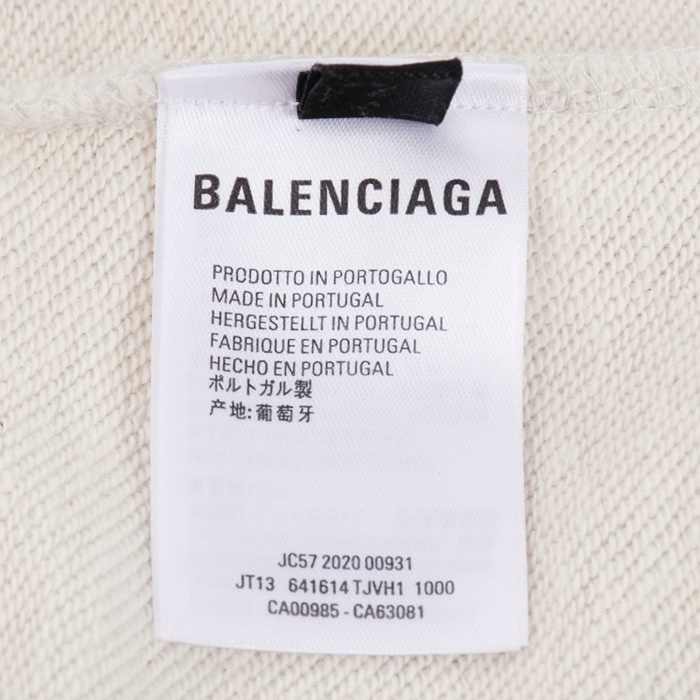 BALENCIAGA
PRODOTTO IN PORTOGALLO
MADE IN PORTUGAL
HERGESTELLT IN PORTUGAL
FABRIQUE EN PORTUGAL
HECHO EN PORTUGAL
ポルトガル製
产地:葡萄牙
JC57 2020 00931
JT13 641614 TJVH1 1000
CA00985 - CA63081